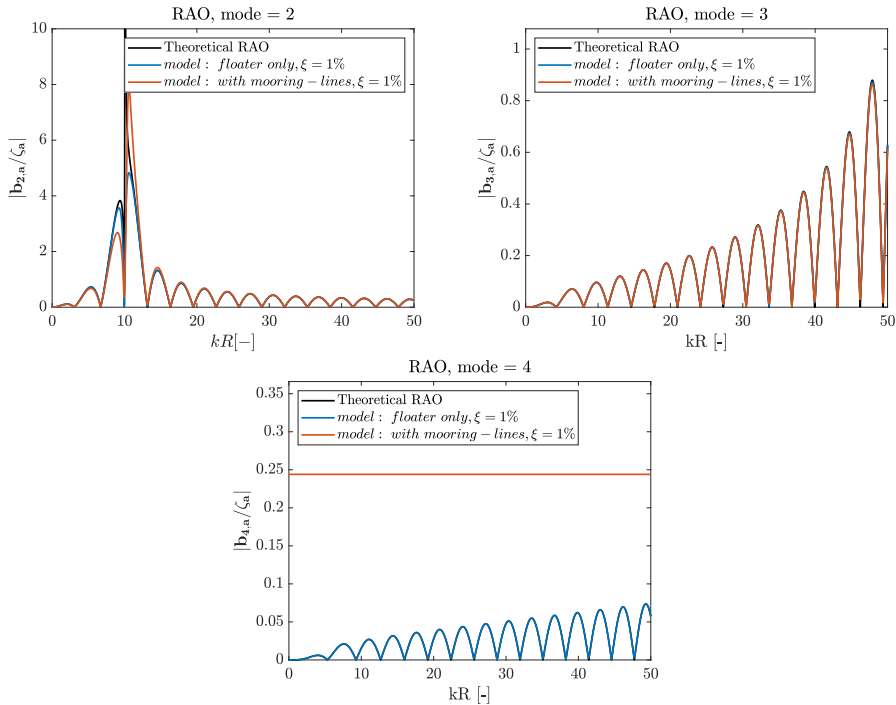 RAO, mode = 2
|b₂,ₐ/ζₐ|
10
8
6
4
2
0
Theoretical RAO
model : floater only, ξ = 1%
model : with mooring − lines, ξ = 1%
0 10 20 30 40 50
kR[−]
RAO, mode = 3
|b₃,ₐ/ζₐ|
1
0.8
0.6
0.4
0.2
0
Theoretical RAO
model : floater only, ξ = 1%
model : with mooring − lines, ξ = 1%
0 10 20 30 40 50
kR [-]
RAO, mode = 4
|b₄,ₐ/ζₐ|
0.35
0.3
0.25
0.2
0.15
0.1
0.05
0
Theoretical RAO
model : floater only, ξ = 1%
model : with mooring − lines, ξ = 1%
0 10 20 30 40 50
kR [-]